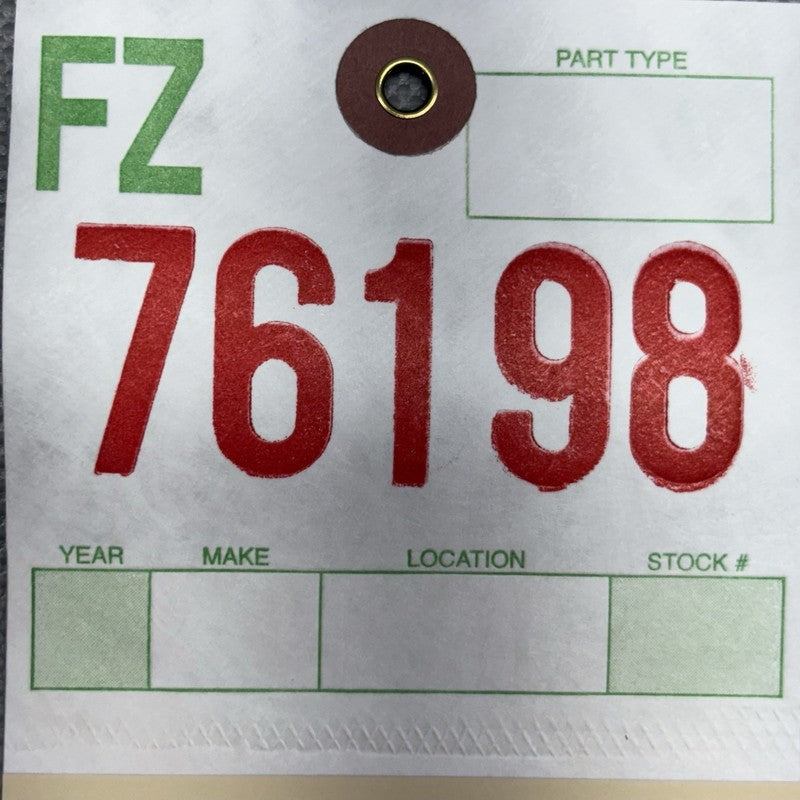 FZ
PART TYPE
76198
YEAR MAKE LOCATION STOCK #